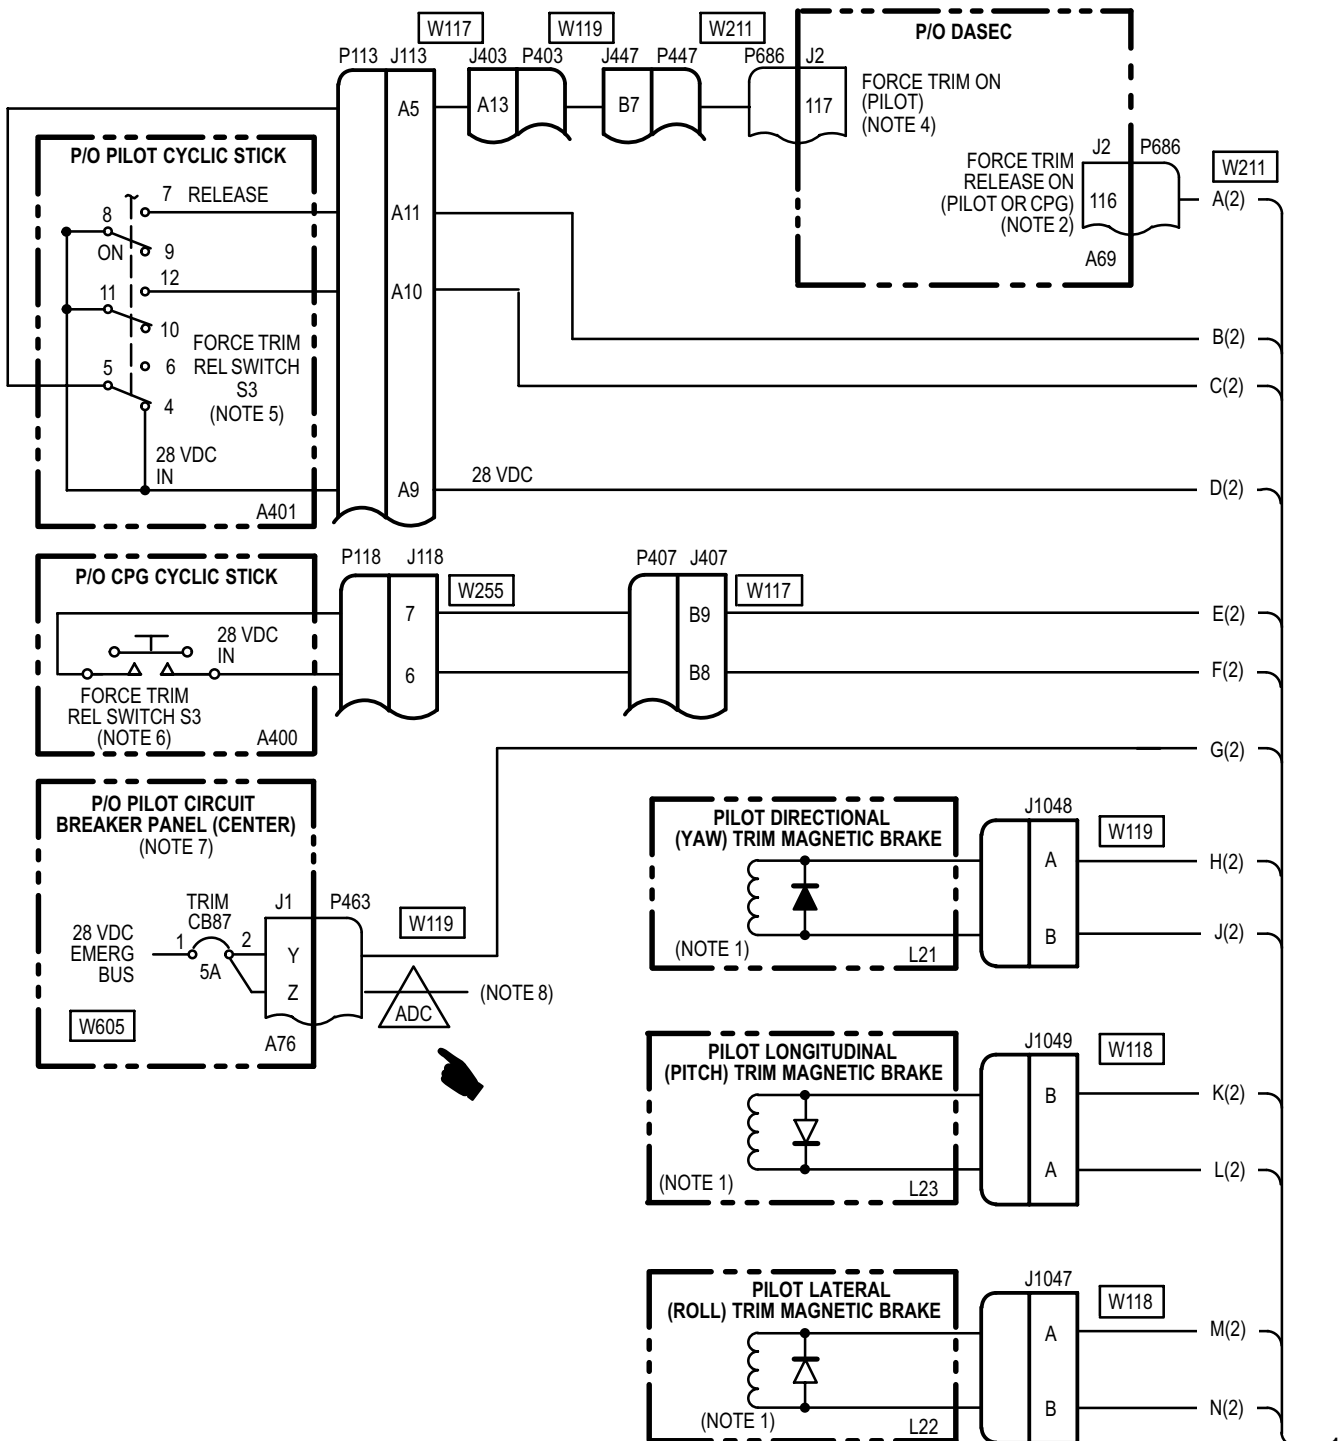 W117
W119
W211
P/O DASEC
P113 J113
J403 P403
J447 P447
P686 J2
A5
A13
B7
117
FORCE TRIM ON
(PILOT)
(NOTE 4)
J2 P686
W211
FORCE TRIM
RELEASE ON
(PILOT OR CPG)
(NOTE 2)
116
A(2)
A69
P/O PILOT CYCLIC STICK
7 RELEASE
8
ON
9
12
11
10
FORCE TRIM
REL SWITCH
S3
(NOTE 5)
5
6
4
28 VDC
IN
A401
A11
A10
A9
28 VDC
B(2)
C(2)
D(2)
P/O CPG CYCLIC STICK
28 VDC
IN
FORCE TRIM
REL SWITCH S3
(NOTE 6)
A400
P118 J118
W255
7
6
P407 J407
W117
B9
B8
E(2)
F(2)
G(2)
P/O PILOT CIRCUIT
BREAKER PANEL (CENTER)
(NOTE 7)
TRIM
CB87
28 VDC
EMERG
BUS
1
2
5A
J1 P463
W119
Y
Z
ADC
(NOTE 8)
W605
A76
PILOT DIRECTIONAL
(YAW) TRIM MAGNETIC BRAKE
(NOTE 1)
L21
J1048
W119
A
B
H(2)
J(2)
PILOT LONGITUDINAL
(PITCH) TRIM MAGNETIC BRAKE
(NOTE 1)
L23
J1049
W118
B
A
K(2)
L(2)
PILOT LATERAL
(ROLL) TRIM MAGNETIC BRAKE
(NOTE 1)
L22
J1047
W118
A
B
M(2)
N(2)